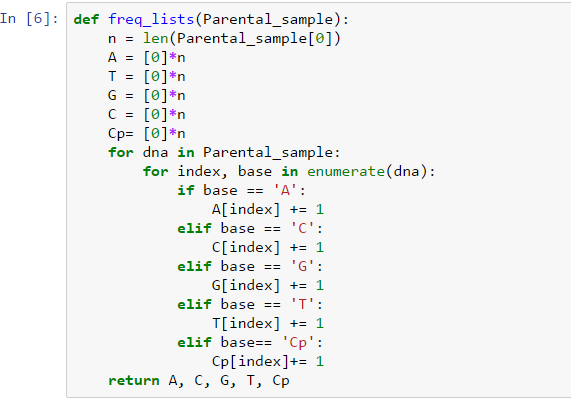 In [6]: def freq_lists(Parental_sample):
    n = len(Parental_sample[0])
    A = [0]*n
    T = [0]*n
    G = [0]*n
    C = [0]*n
    Cp= [0]*n
    for dna in Parental_sample:
        for index, base in enumerate(dna):
            if base == 'A':
                A[index] += 1
            elif base == 'C':
                C[index] += 1
            elif base == 'G':
                G[index] += 1
            elif base == 'T':
                T[index] += 1
            elif base== 'Cp':
                Cp[index]+= 1
    return A, C, G, T, Cp